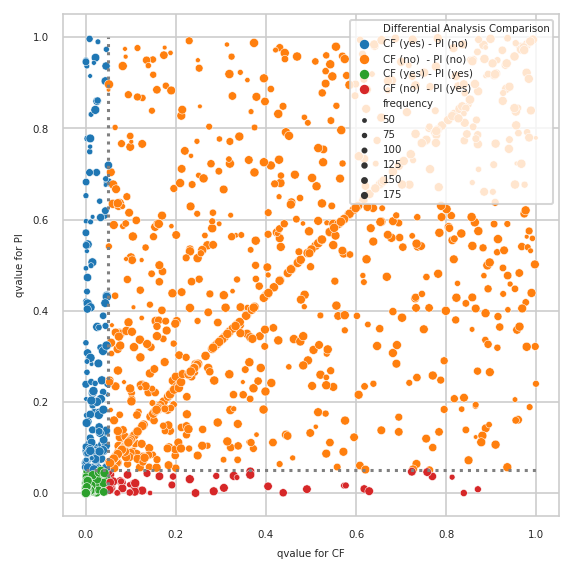 Differential Analysis Comparison
CF (yes) - PI (no)
CF (no)  - PI (no)
CF (yes) - PI (yes)
CF (no)  - PI (yes)
frequency
50
75
100
125
150
175
1.0
0.8
0.6
0.4
0.2
0.0
qvalue for PI
0.0 0.2 0.4 0.6 0.8 1.0
qvalue for CF